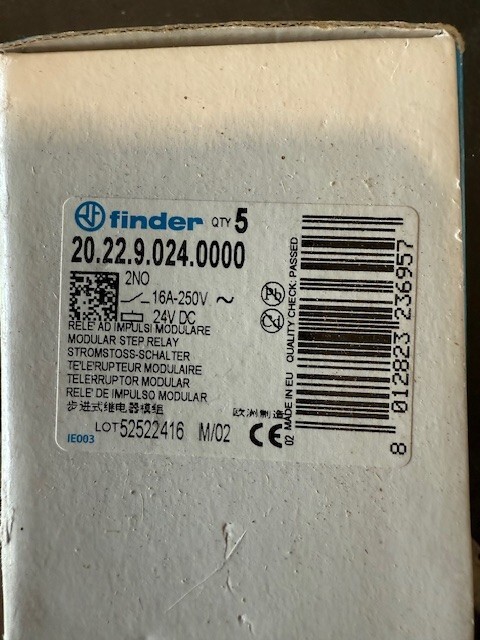 finder QTY 5
20.22.9.024.0000
2NO
16A-250V ~
24V DC
RELE' AD IMPULSI MODULARE
MODULAR STEP RELAY
STROMSTOSS-SCHALTER
TE'LE'RUPTEUR MODULAIRE
TELERRUPTOR MODULAR
RELE' DE IMPULSO MODULAR
步进式继电器模组 欧洲制造
LOT 52522416 M/02 CE
IE003
02 MADE IN EU QUALITY CHECK: PASSED
8 012823 236957